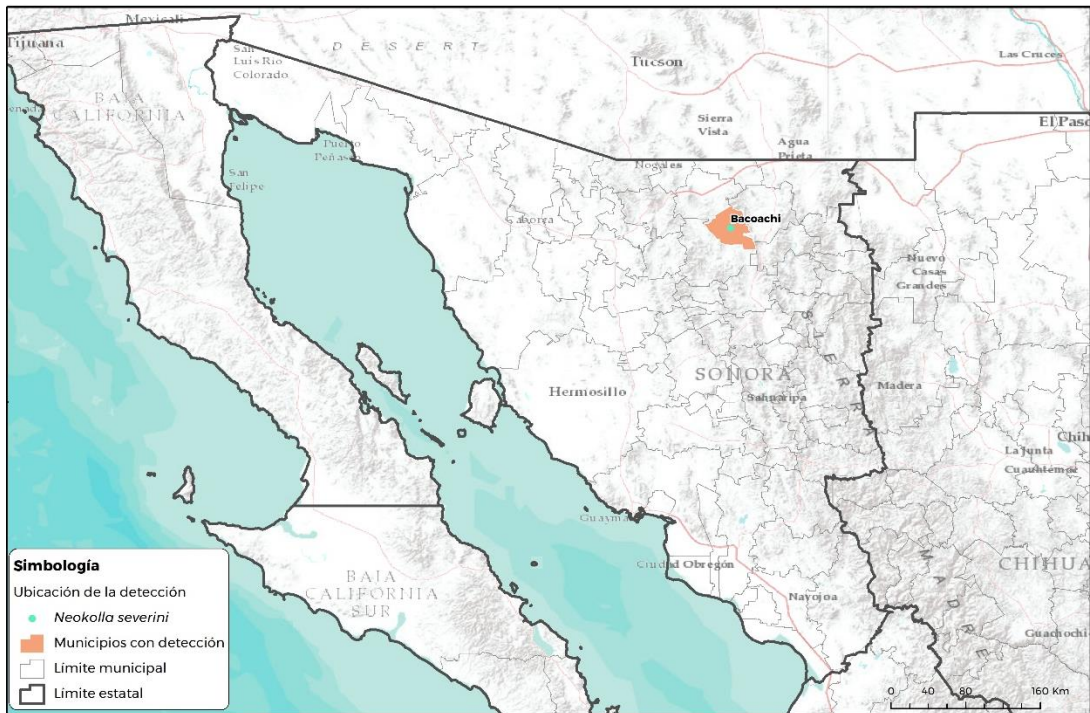 Mexicali
Tijuana
DESERT
San
Luis Río
Colorado
Tucson
Las Cruces
BAJA
CALIFORNIA
Sierra
Vista
Agua
Prieta
El Paso
Puerto
Peñasco
Nogales
San
Felipe
Caborca
Bacoachi
Nuevo
Casas
Grandes
SIERRA
Hermosillo
SONORA
Sahuaripa
Madera
Chih
La Junta
Cuauhtémoc
Guaymas
Ciudad Obregón
MADRE
CHIHUA
BAJA
CALIFORNIA
SUR
Navojoa
Guachochi
Simbología
Ubicación de la detección
Neokolla severini
Municipios con detección
Límite municipal
Límite estatal
0 40 80 160 Km